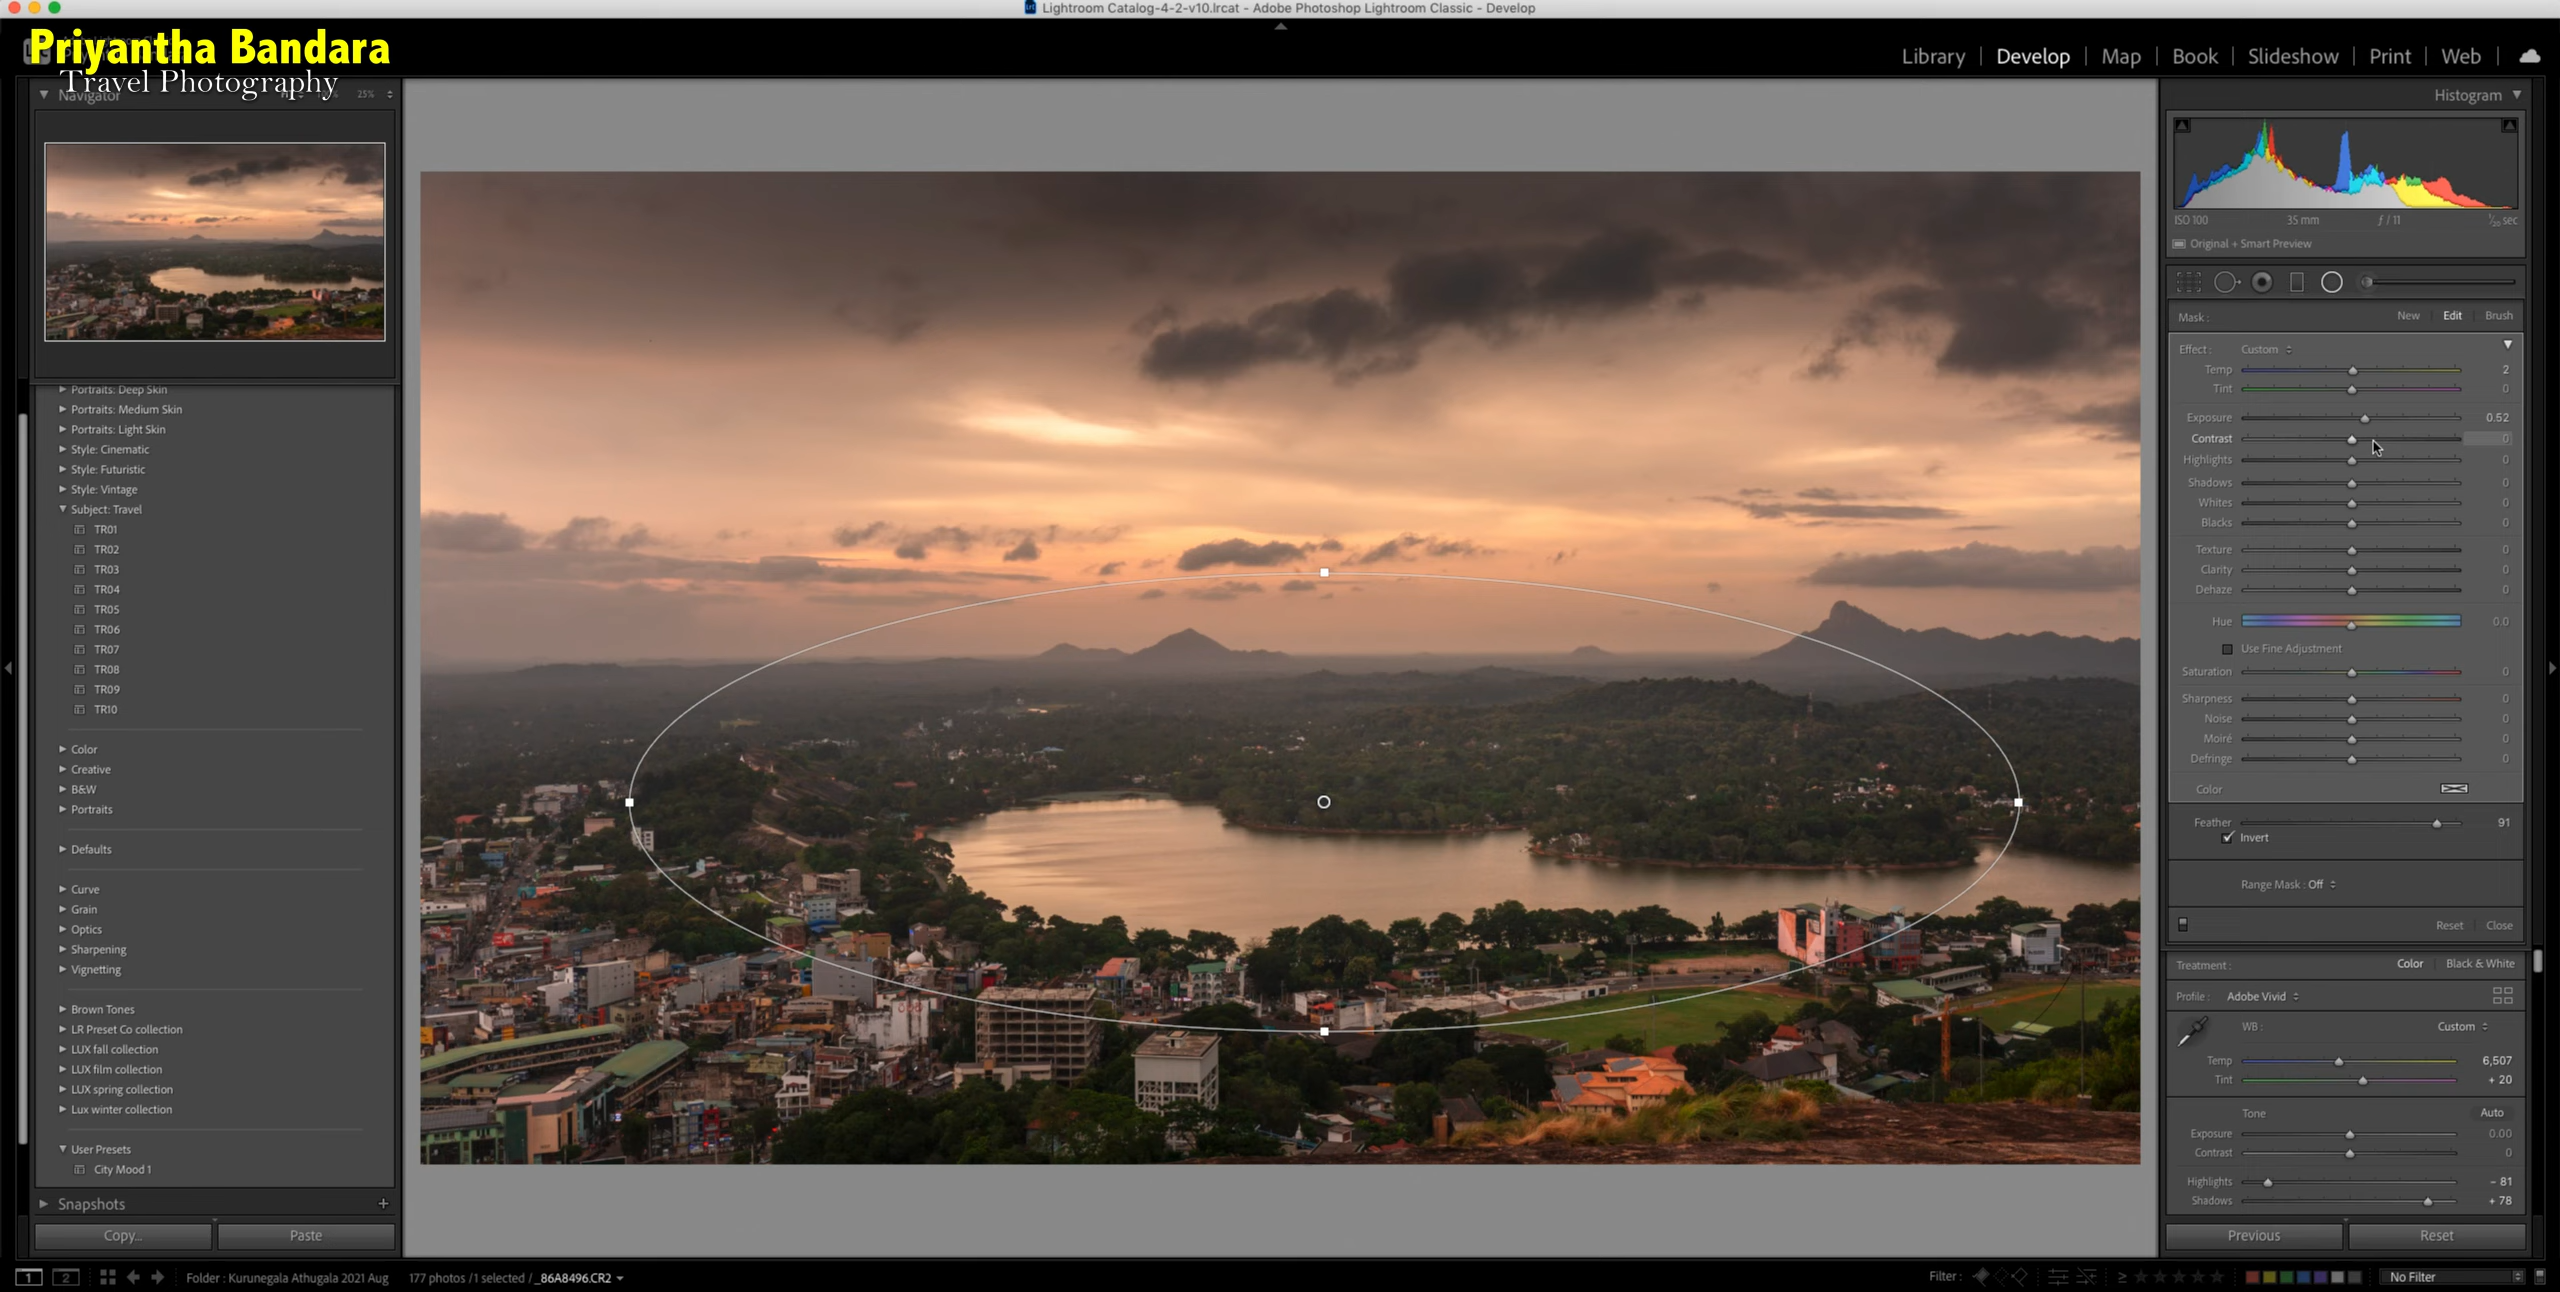 Lightroom Catalog-4-2-v10.lrcat - Adobe Photoshop Lightroom Classic - Develop
Priyantha Bandara
Travel Photography
Library | Develop | Map | Book | Slideshow | Print | Web
Navigator
25%
Portraits: Deep Skin
Portraits: Medium Skin
Portraits: Light Skin
Style: Cinematic
Style: Futuristic
Style: Vintage
Subject: Travel
TR01
TR02
TR03
TR04
TR05
TR06
TR07
TR08
TR09
TR10
Color
Creative
B&W
Portraits
Defaults
Curve
Grain
Optics
Sharpening
Vignetting
Brown Tones
LR Preset Co collection
LUX fall collection
LUX film collection
LUX spring collection
Lux winter collection
User Presets
City Mood 1
Snapshots +
Copy... Paste
Histogram
ISO 100 35 mm ƒ / 11 sec
Original + Smart Preview
Mask : New Edit Brush
Effect : Custom
Temp 2
Tint 0
Exposure 0.52
Contrast 0
Highlights 0
Shadows 0
Whites 0
Blacks 0
Texture 0
Clarity 0
Dehaze 0
Hue 0.0
Use Fine Adjustment
Saturation 0
Sharpness 0
Noise 0
Moiré 0
Defringe 0
Color
Feather 91
Invert
Range Mask : Off
Reset Close
Treatment : Color | Black & White
Profile : Adobe Vivid
WB : Custom
Temp 6,507
Tint + 20
Tone Auto
Exposure 0.00
Contrast 0
Highlights - 81
Shadows + 78
Previous Reset
1 2 Folder : Kurunegala Athugala 2021 Aug 177 photos /1 selected / _86A8496.CR2 Filter : ≥ No Filter